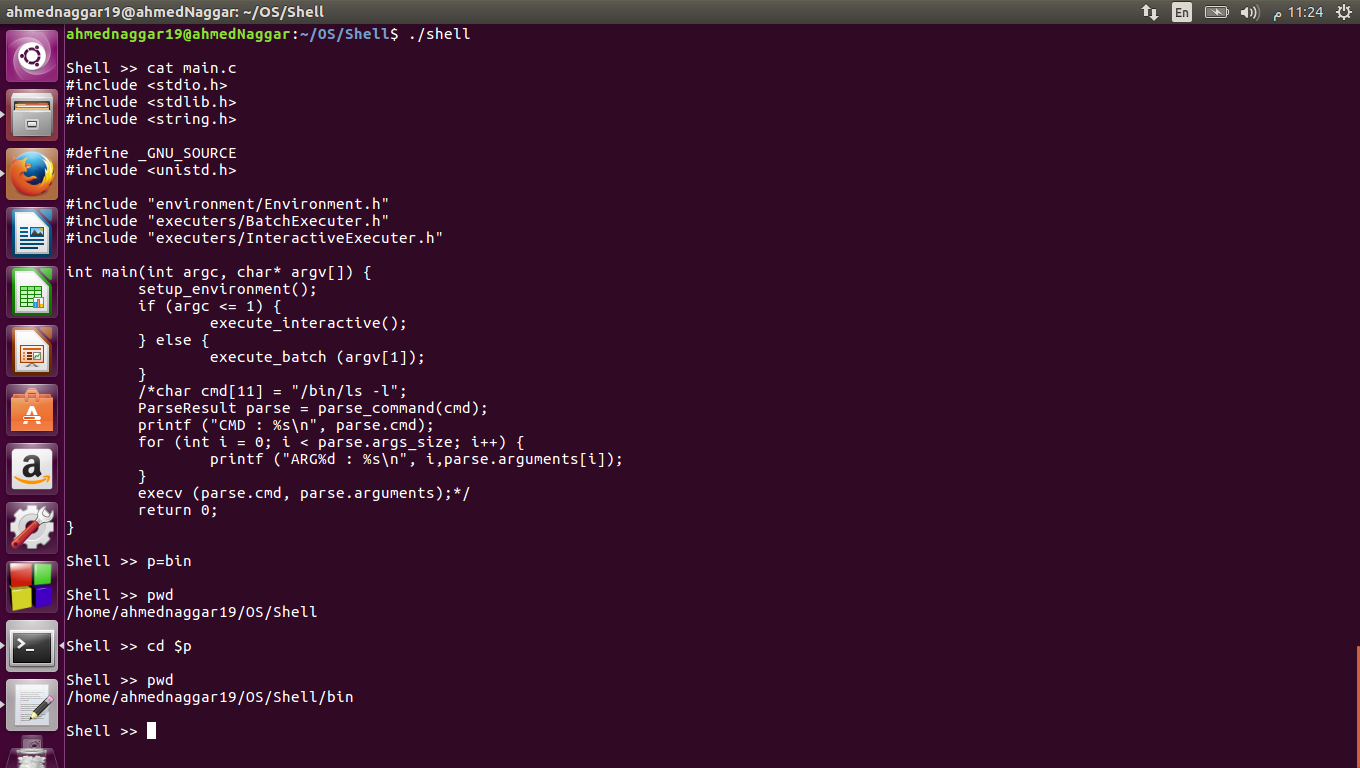 ahmednaggar19@ahmedNaggar: ~/OS/Shell
En
م 11:24
ahmednaggar19@ahmedNaggar:~/OS/Shell$ ./shell
Shell >> cat main.c
#include <stdio.h>
#include <stdlib.h>
#include <string.h>
#define _GNU_SOURCE
#include <unistd.h>
#include "environment/Environment.h"
#include "executers/BatchExecuter.h"
#include "executers/InteractiveExecuter.h"
int main(int argc, char* argv[]) {
        setup_environment();
        if (argc <= 1) {
                execute_interactive();
        } else {
                execute_batch (argv[1]);
        }
        /*char cmd[11] = "/bin/ls -l";
        ParseResult parse = parse_command(cmd);
        printf ("CMD : %s\n", parse.cmd);
        for (int i = 0; i < parse.args_size; i++) {
                printf ("ARG%d : %s\n", i,parse.arguments[i]);
        }
        execv (parse.cmd, parse.arguments);*/
        return 0;
}
Shell >> p=bin
Shell >> pwd
/home/ahmednaggar19/OS/Shell
Shell >> cd $p
Shell >> pwd
/home/ahmednaggar19/OS/Shell/bin
Shell >>